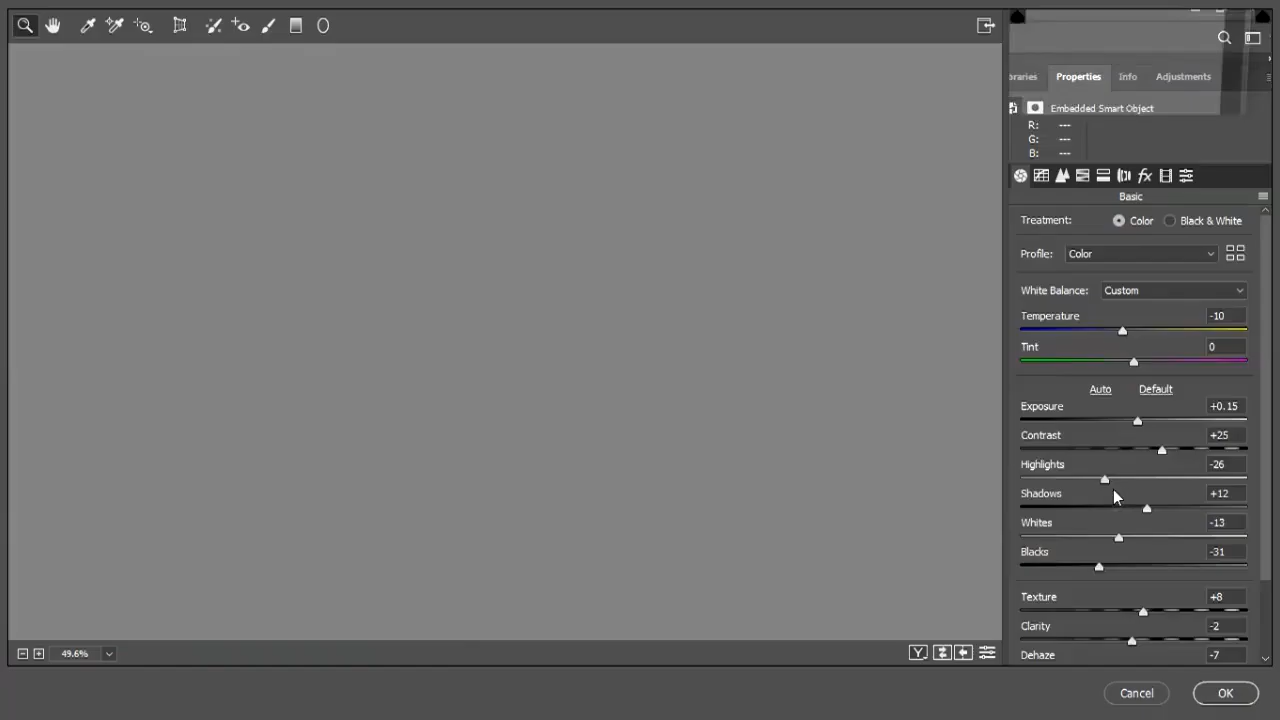 braries Properties Info Adjustments
Embedded Smart Object
R: ---
G: ---
B: ---
fx
Basic
Treatment: Color Black & White
Profile: Color
White Balance: Custom
Temperature -10
Tint 0
Auto Default
Exposure +0.15
Contrast +25
Highlights -26
Shadows +12
Whites -13
Blacks -31
Texture +8
Clarity -2
Dehaze -7
49.6% Y
Cancel OK